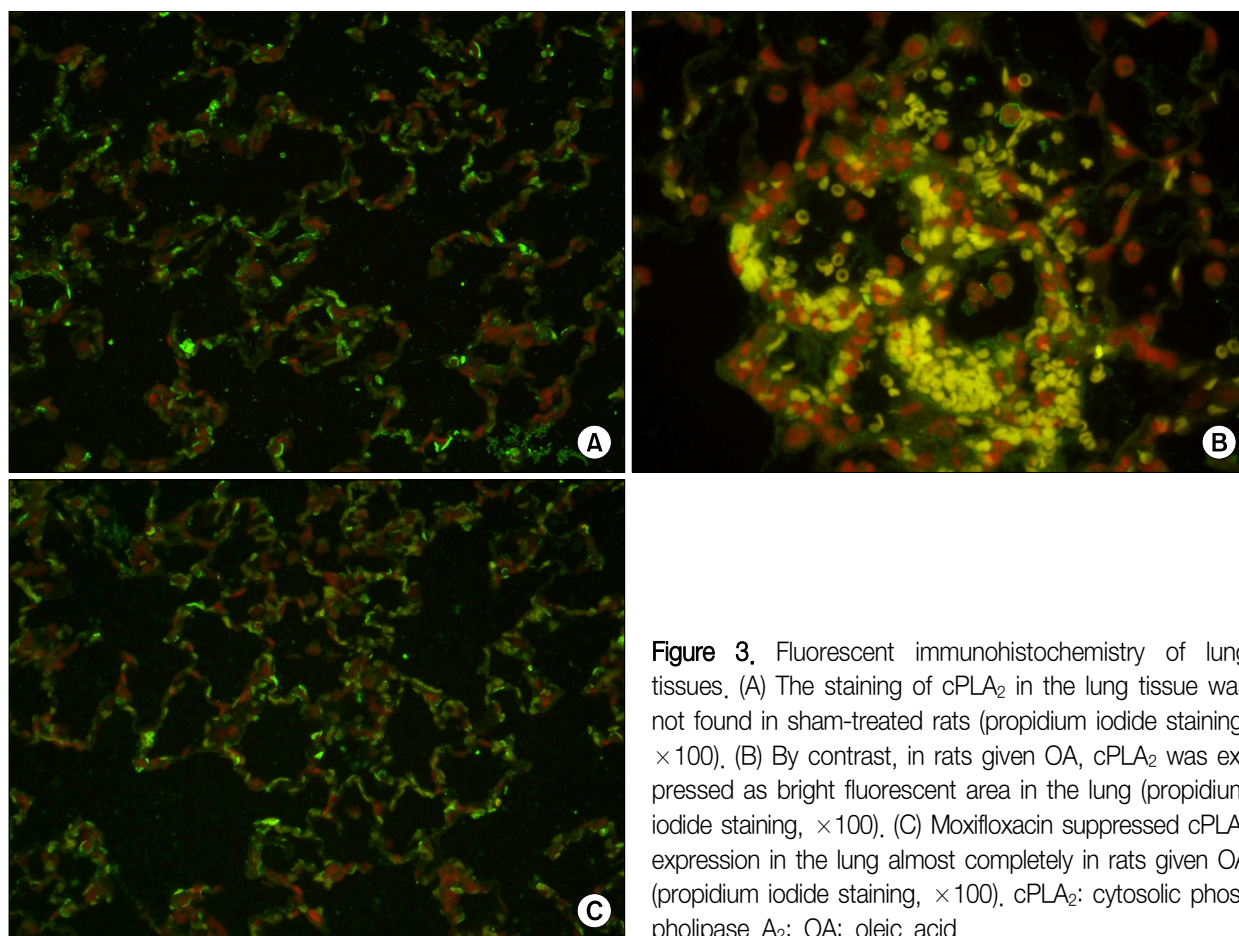 A
B
C
Figure 3. Fluorescent immunohistochemistry of lung
tissues. (A) The staining of cPLA₂ in the lung tissue was
not found in sham-treated rats (propidium iodide staining,
×100). (B) By contrast, in rats given OA, cPLA₂ was ex
pressed as bright fluorescent area in the lung (propidium
iodide staining, ×100). (C) Moxifloxacin suppressed cPLA
expression in the lung almost completely in rats given OA
(propidium iodide staining, ×100). cPLA₂: cytosolic phos
pholipase A₂; OA: oleic acid